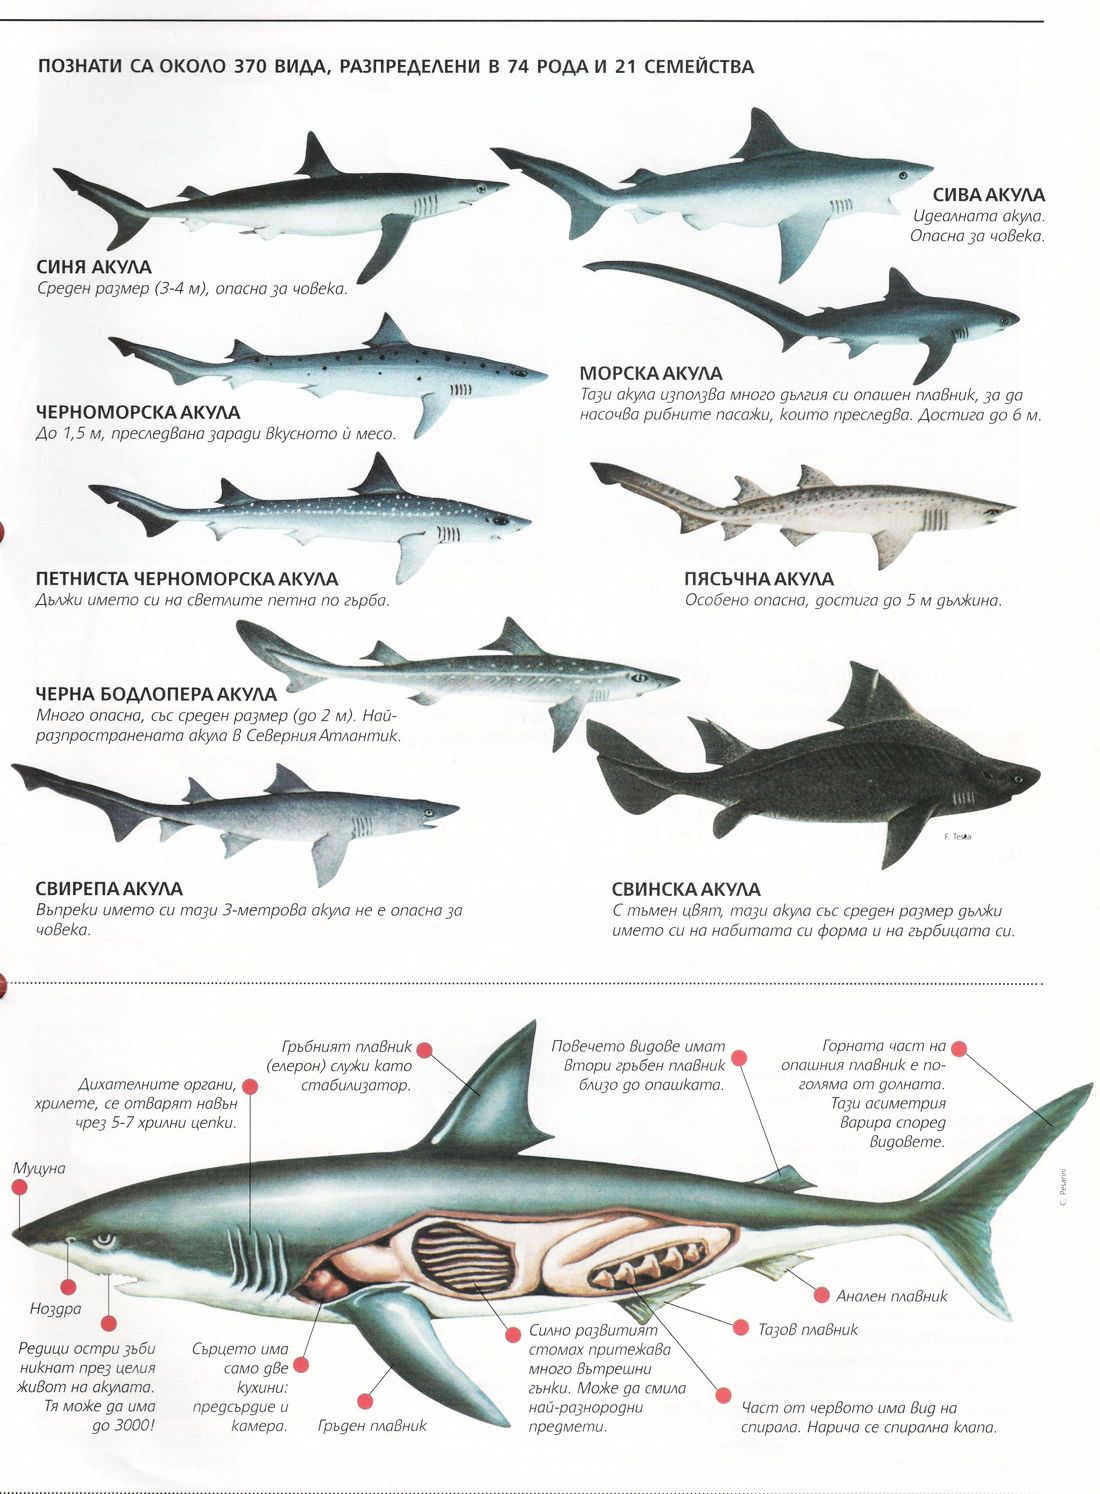 ПОЗНАТИ СА ОКОЛО 370 ВИДА, РАЗПРЕДЕЛЕНИ В 74 РОДА И 21 СЕМЕЙСТВА
СИВА АКУЛА
Идеалната акула.
Опасна за човека.
СИНЯ АКУЛА
Среден размер (3-4 м), опасна за човека.
МОРСКА АКУЛА
Тази акула използва много дългия си опашен плавник, за да
насочва рибните пасажи, които преследва. Достига до 6 м.
ЧЕРНОМОРСКА АКУЛА
До 1,5 м, преследвана заради вкусното ѝ месо.
ПЕТНИСТА ЧЕРНОМОРСКА АКУЛА
Дължи името си на светлите петна по гърба.
ПЯСЪЧНА АКУЛА
Особено опасна, достига до 5 м дължина.
ЧЕРНА БОДЛОПЕРА АКУЛА
Много опасна, със среден размер (до 2 м). Най-
разпространената акула в Северния Атлантик.
F. Testa
СВИРЕПА АКУЛА
Въпреки името си тази 3-метрова акула не е опасна за
човека.
СВИНСКА АКУЛА
С тъмен цвят, тази акула със среден размер дължи
името си на набитата си форма и на гърбицата си.
Гръбният плавник
(елерон) служи като
стабилизатор.
Повечето видове имат
втори гръбен плавник
близо до опашката.
Горната част на
опашния плавник е по-
голяма от долната.
Тази асиметрия
варира според
видовете.
Дихателните органи,
хрилете, се отварят навън
чрез 5-7 хрилни цепки.
Муцуна
C. Pesarini
Ноздра
Анален плавник
Тазов плавник
Редици остри зъби
никнат през целия
живот на акулата.
Тя може да има
до 3000!
Сърцето има
само две
кухини:
предсърдие и
камера.
Гръден плавник
Силно развитият
стомах притежава
много вътрешни
гънки. Може да смила
най-разнородни
предмети.
Част от червото има вид на
спирала. Нарича се спирална клапа.